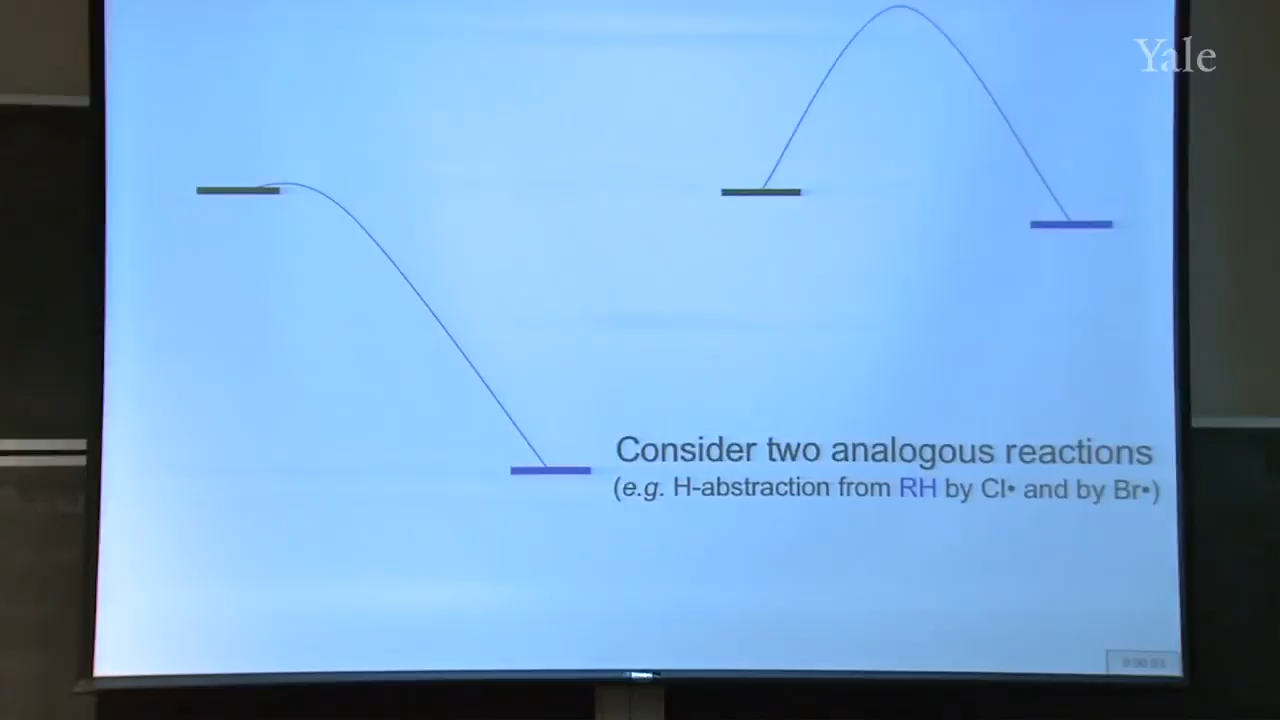 Yale
Consider two analogous reactions
(e.g. H-abstraction from RH by Cl• and by Br•)